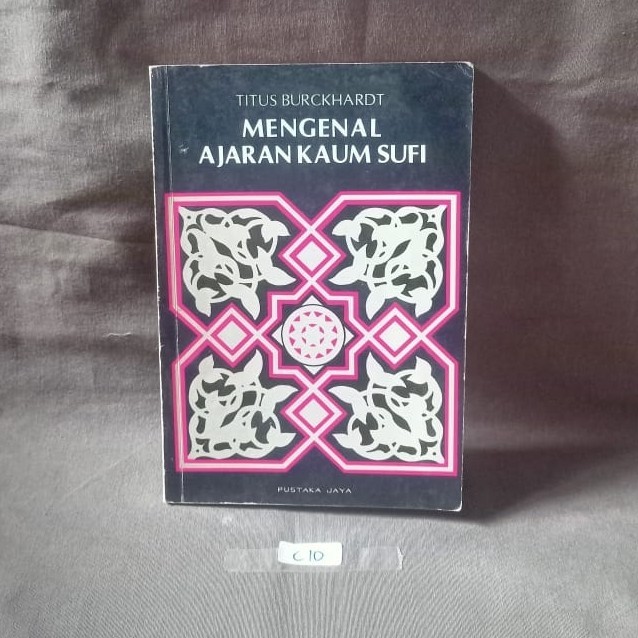 TITUS BURCKHARDT
MENGENAL
AJARAN KAUM SUFI
PUSTAKA JAYA
C10